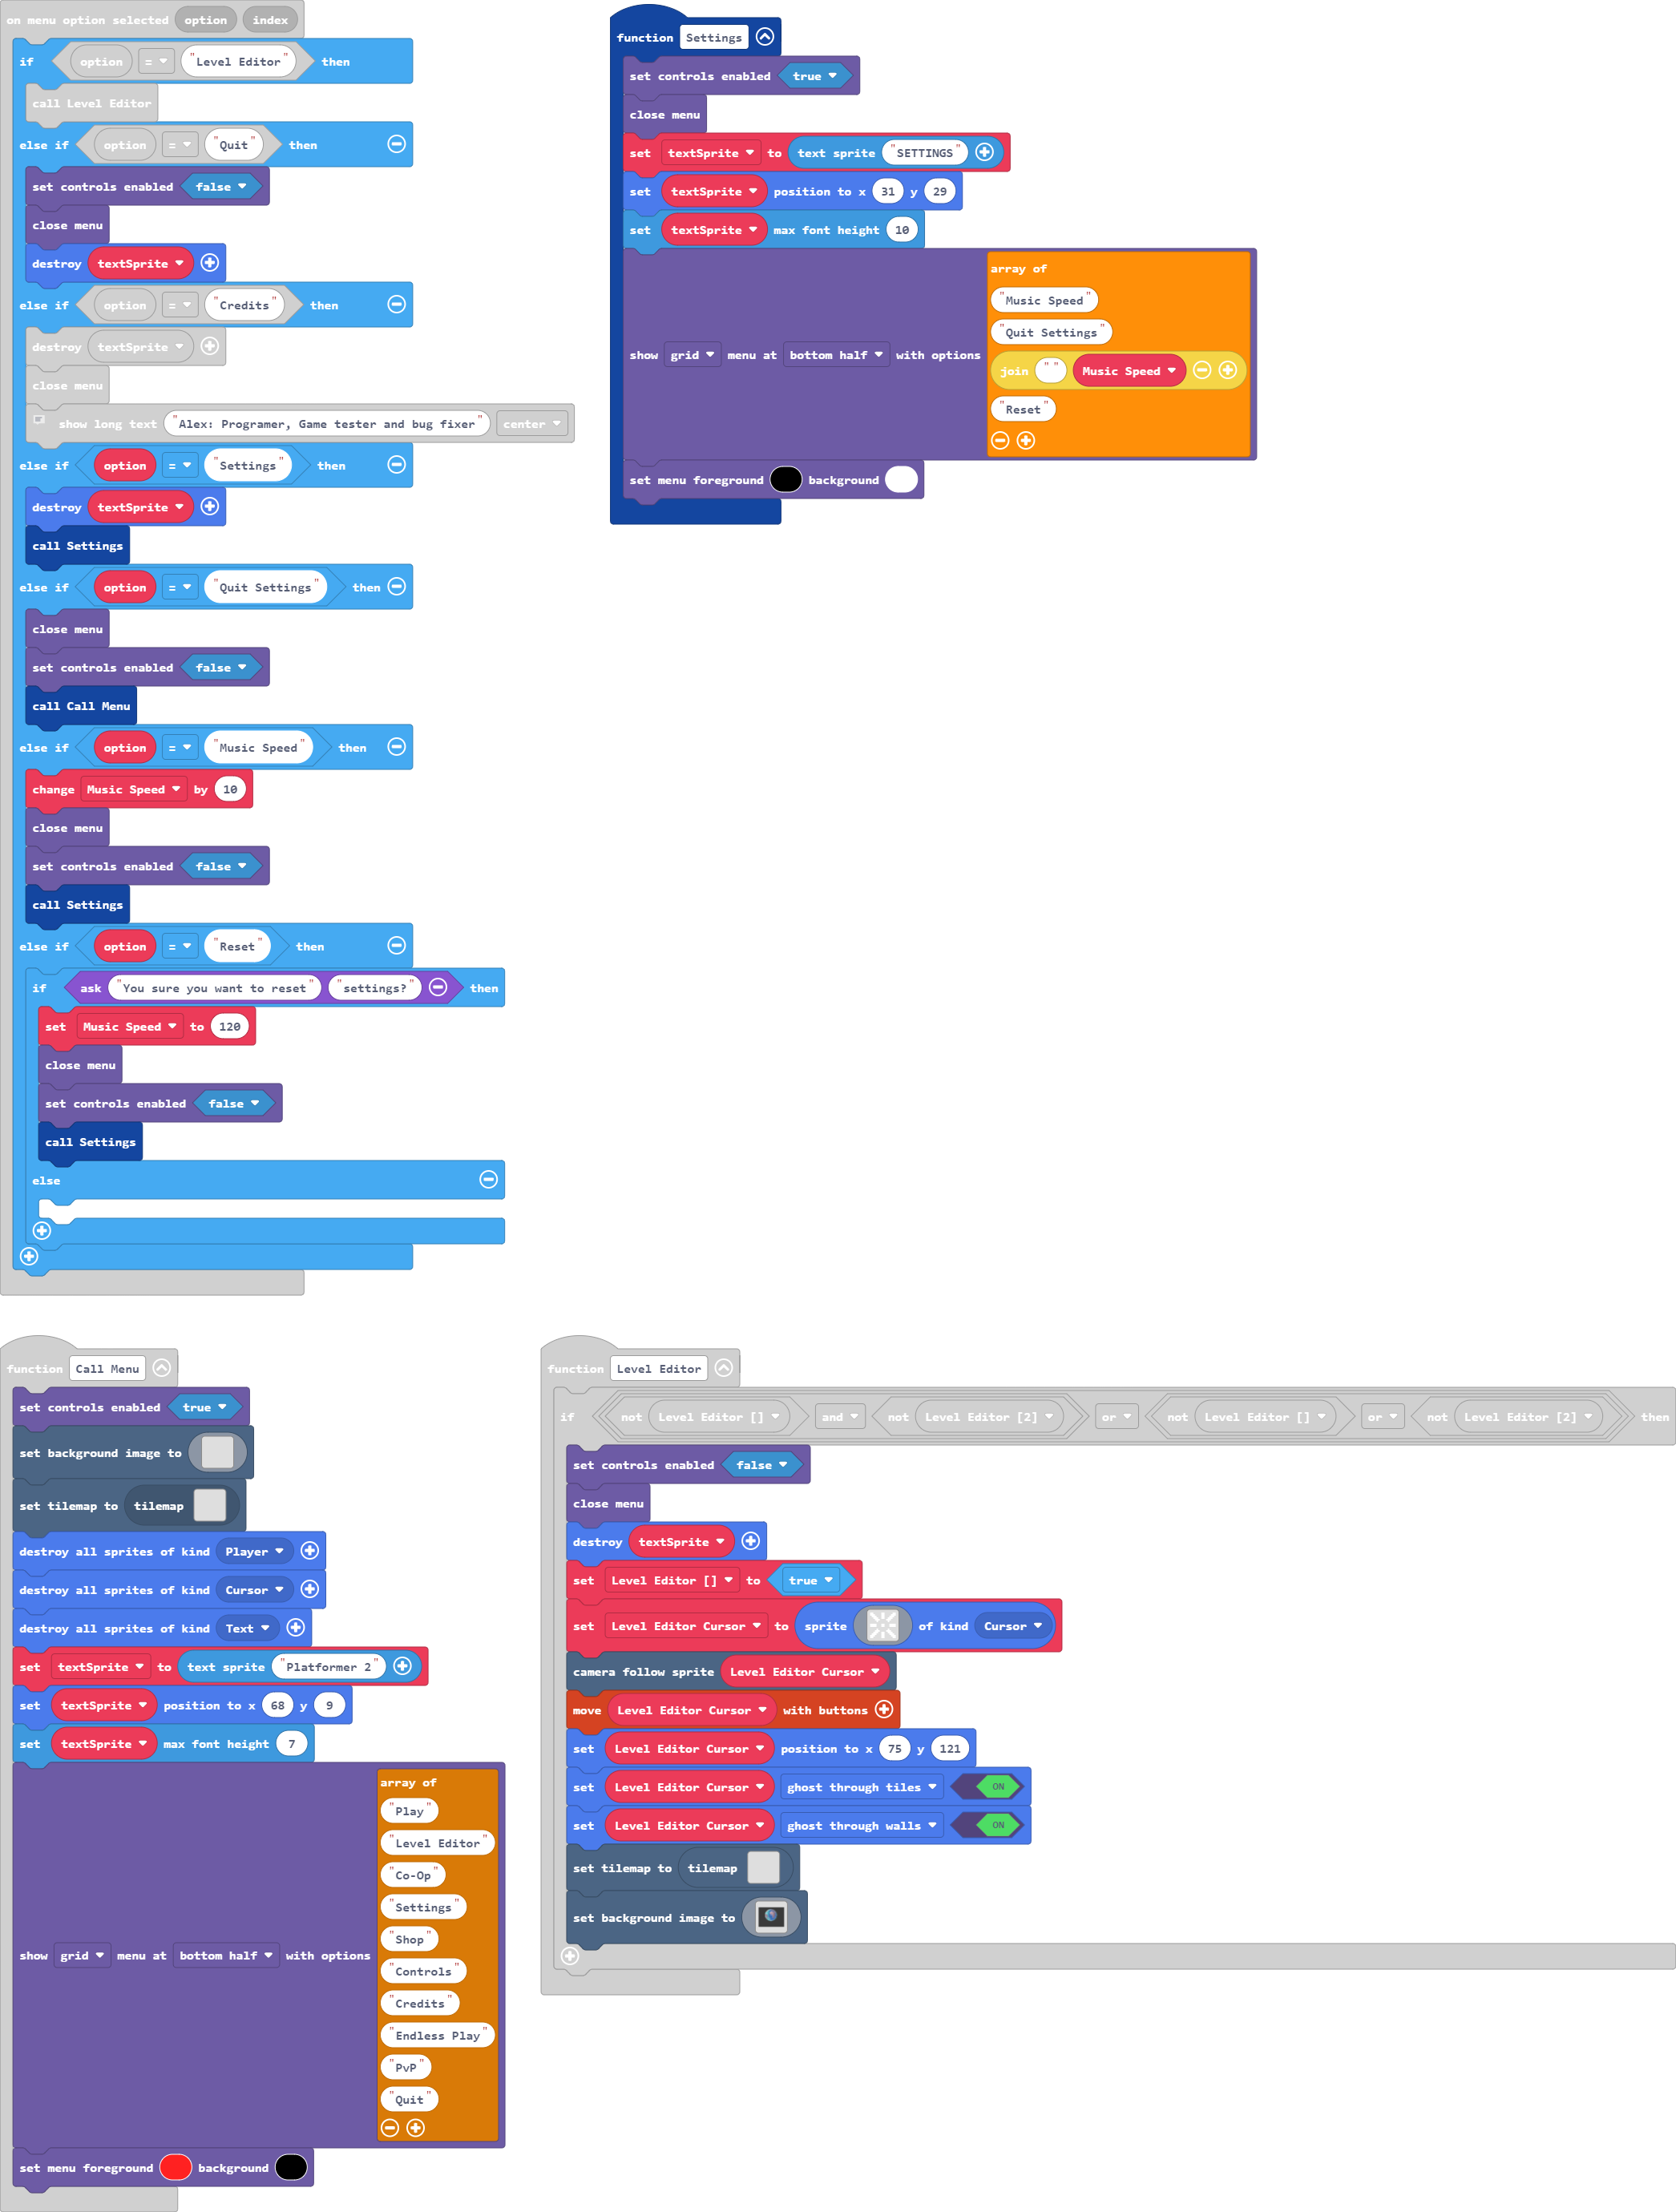 on menu option selected option index
if option = "Level Editor" then
call Level Editor
else if option = "Quit" then
set controls enabled false
close menu
destroy textSprite
else if option = "Credits" then
destroy textSprite
close menu
show long text "Alex: Programer, Game tester and bug fixer" center
else if option = "Settings" then
destroy textSprite
call Settings
else if option = "Quit Settings" then
close menu
set controls enabled false
call Call Menu
else if option = "Music Speed" then
change Music Speed by 10
close menu
set controls enabled false
call Settings
else if option = "Reset" then
if ask "You sure you want to reset" "settings?" then
set Music Speed to 120
close menu
set controls enabled false
call Settings
else
function Settings
set controls enabled true
close menu
set textSprite to text sprite "SETTINGS"
set textSprite position to x 31 y 29
set textSprite max font height 10
show grid menu at bottom half with options
array of
"Music Speed"
"Quit Settings"
join " " Music Speed
"Reset"
set menu foreground background
function Call Menu
set controls enabled true
set background image to
set tilemap to tilemap
destroy all sprites of kind Player
destroy all sprites of kind Cursor
destroy all sprites of kind Text
set textSprite to text sprite "Platformer 2"
set textSprite position to x 68 y 9
set textSprite max font height 7
show grid menu at bottom half with options
array of
"Play"
"Level Editor"
"Co-Op"
"Settings"
"Shop"
"Controls"
"Credits"
"Endless Play"
"PvP"
"Quit"
set menu foreground background
function Level Editor
if not Level Editor [] and not Level Editor [2] or not Level Editor [] or not Level Editor [2] then
set controls enabled false
close menu
destroy textSprite
set Level Editor [] to true
set Level Editor Cursor to sprite of kind Cursor
camera follow sprite Level Editor Cursor
move Level Editor Cursor with buttons
set Level Editor Cursor position to x 75 y 121
set Level Editor Cursor ghost through tiles ON
set Level Editor Cursor ghost through walls ON
set tilemap to tilemap
set background image to